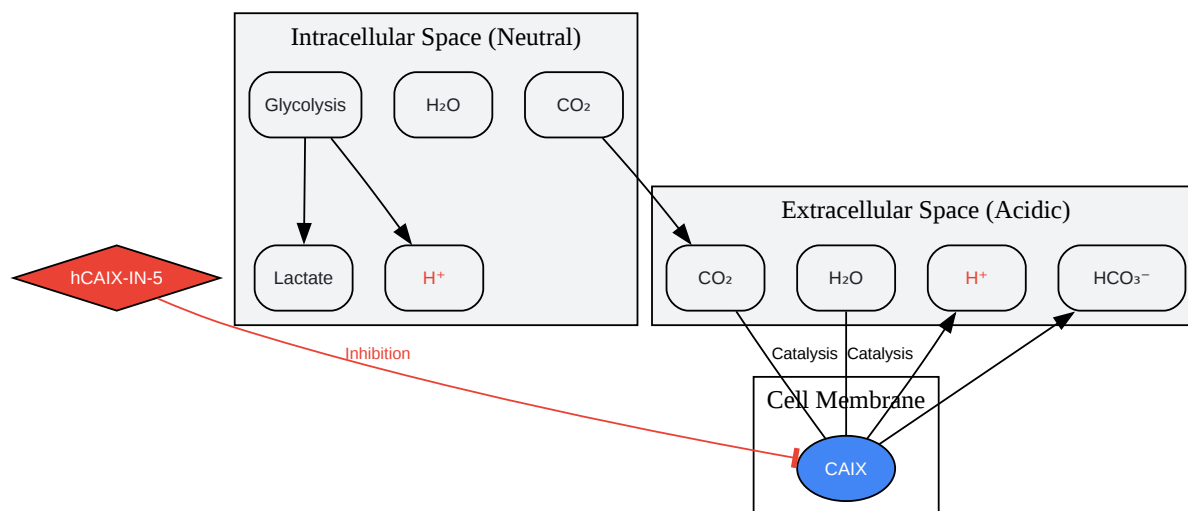 Intracellular Space (Neutral)
Glycolysis
H₂O
CO₂
Extracellular Space (Acidic)
Lactate
H⁺
hCAIX-IN-5
CO₂
H₂O
H⁺
HCO₃⁻
Inhibition
Catalysis
Catalysis
Cell Membrane
CAIX